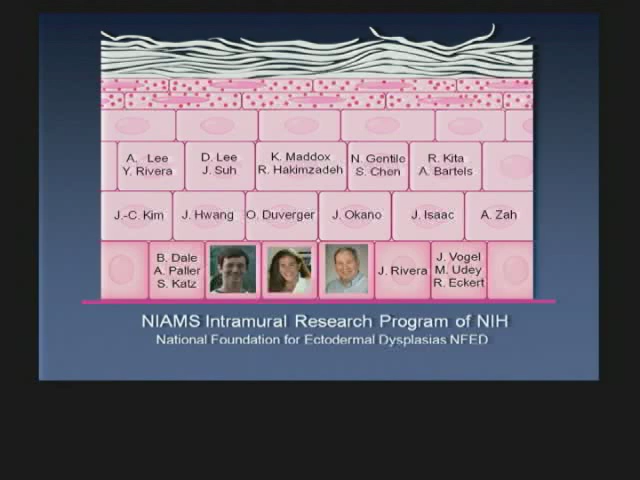 A. Lee
Y. Rivera
D. Lee
J. Suh
K. Maddox
R. Hakimzadeh
N. Gentile
S. Chen
R. Kita
A. Bartels
J.-C. Kim
J. Hwang
O. Duverger
J. Okano
J. Isaac
A. Zah
B. Dale
A. Paller
S. Katz
J. Rivera
J. Vogel
M. Udey
R. Eckert
NIAMS Intramural Research Program of NIH
National Foundation for Ectodermal Dysplasias NFED